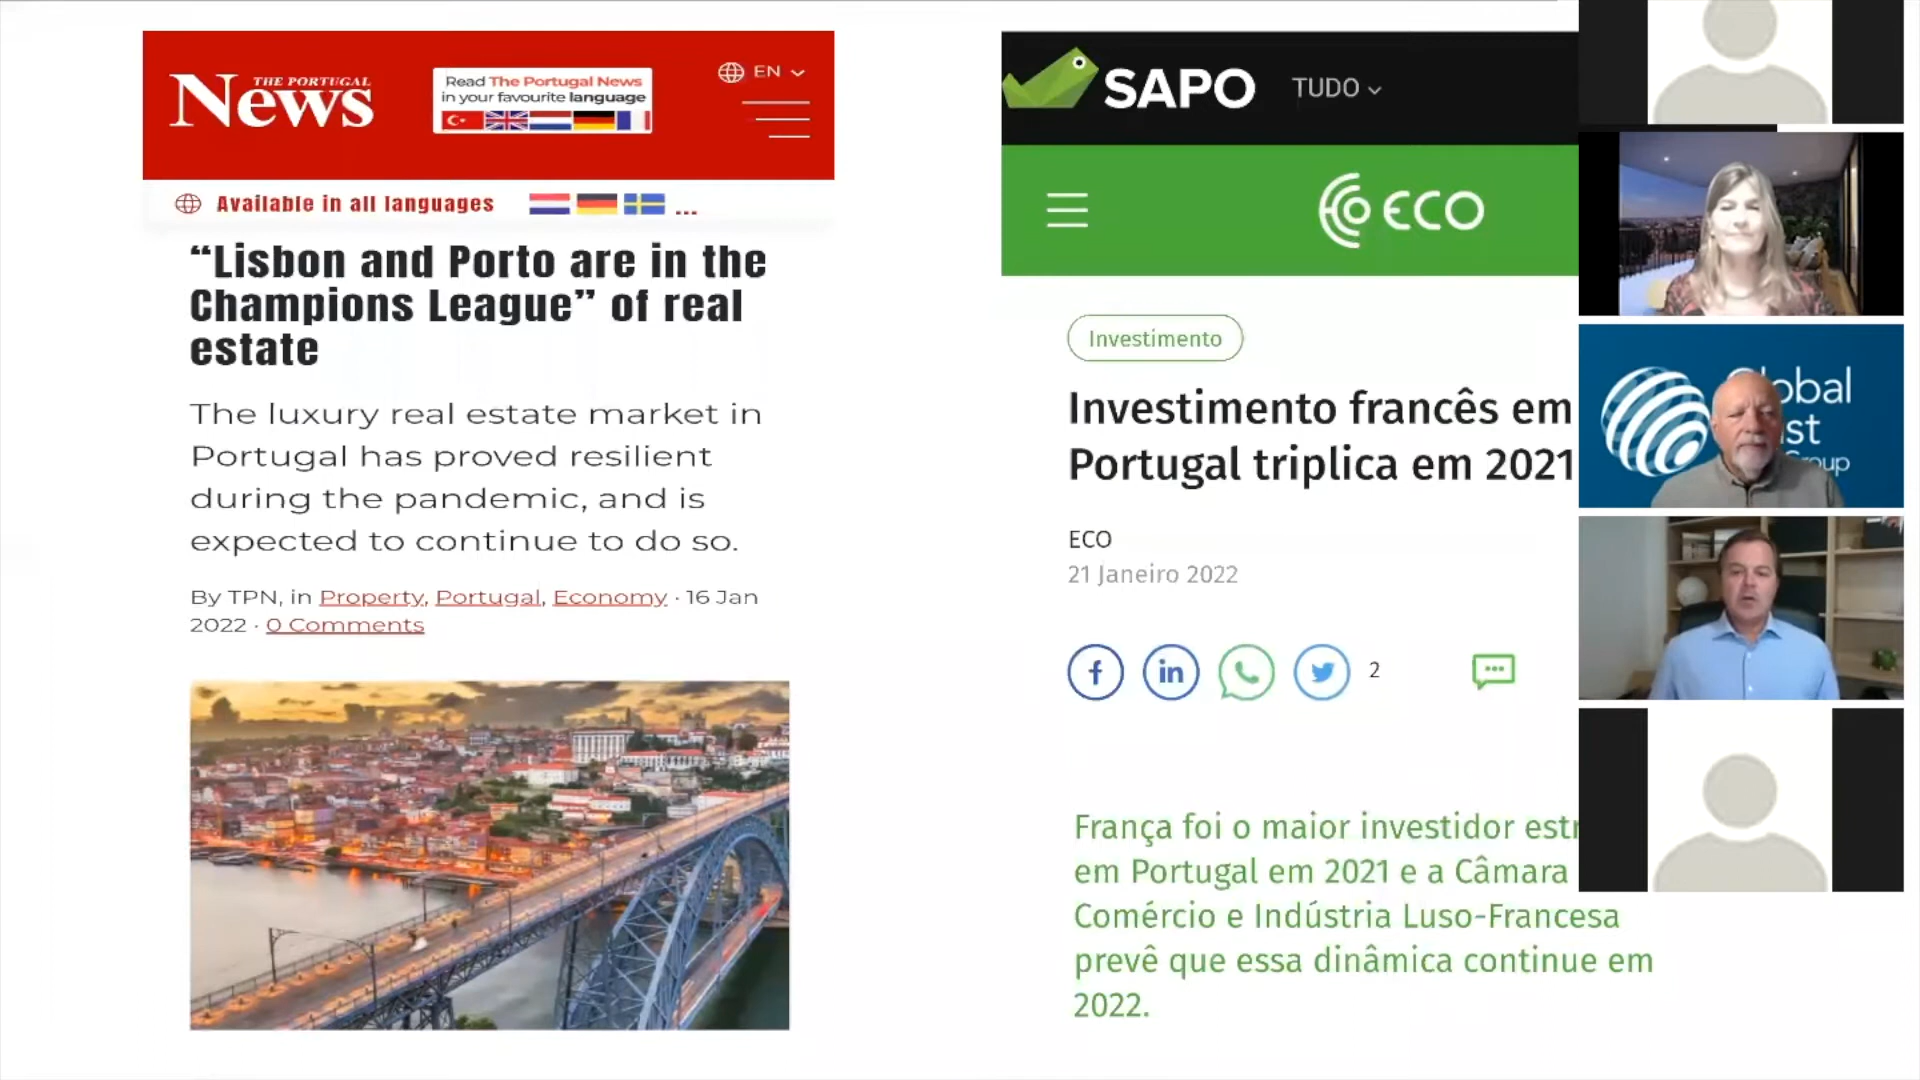 THE PORTUGAL
News
Read The Portugal News
in your favourite language
EN
Available in all languages
...
“Lisbon and Porto are in the
Champions League” of real
estate
The luxury real estate market in
Portugal has proved resilient
during the pandemic, and is
expected to continue to do so.
By TPN, in Property, Portugal, Economy · 16 Jan
2022 · 0 Comments
SAPO
TUDO
ECO
Investimento
Investimento francês em
Portugal triplica em 2021
ECO
21 Janeiro 2022
f in 2
França foi o maior investidor estr
em Portugal em 2021 e a Câmara
Comércio e Indústria Luso-Francesa
prevê que essa dinâmica continue em
2022.